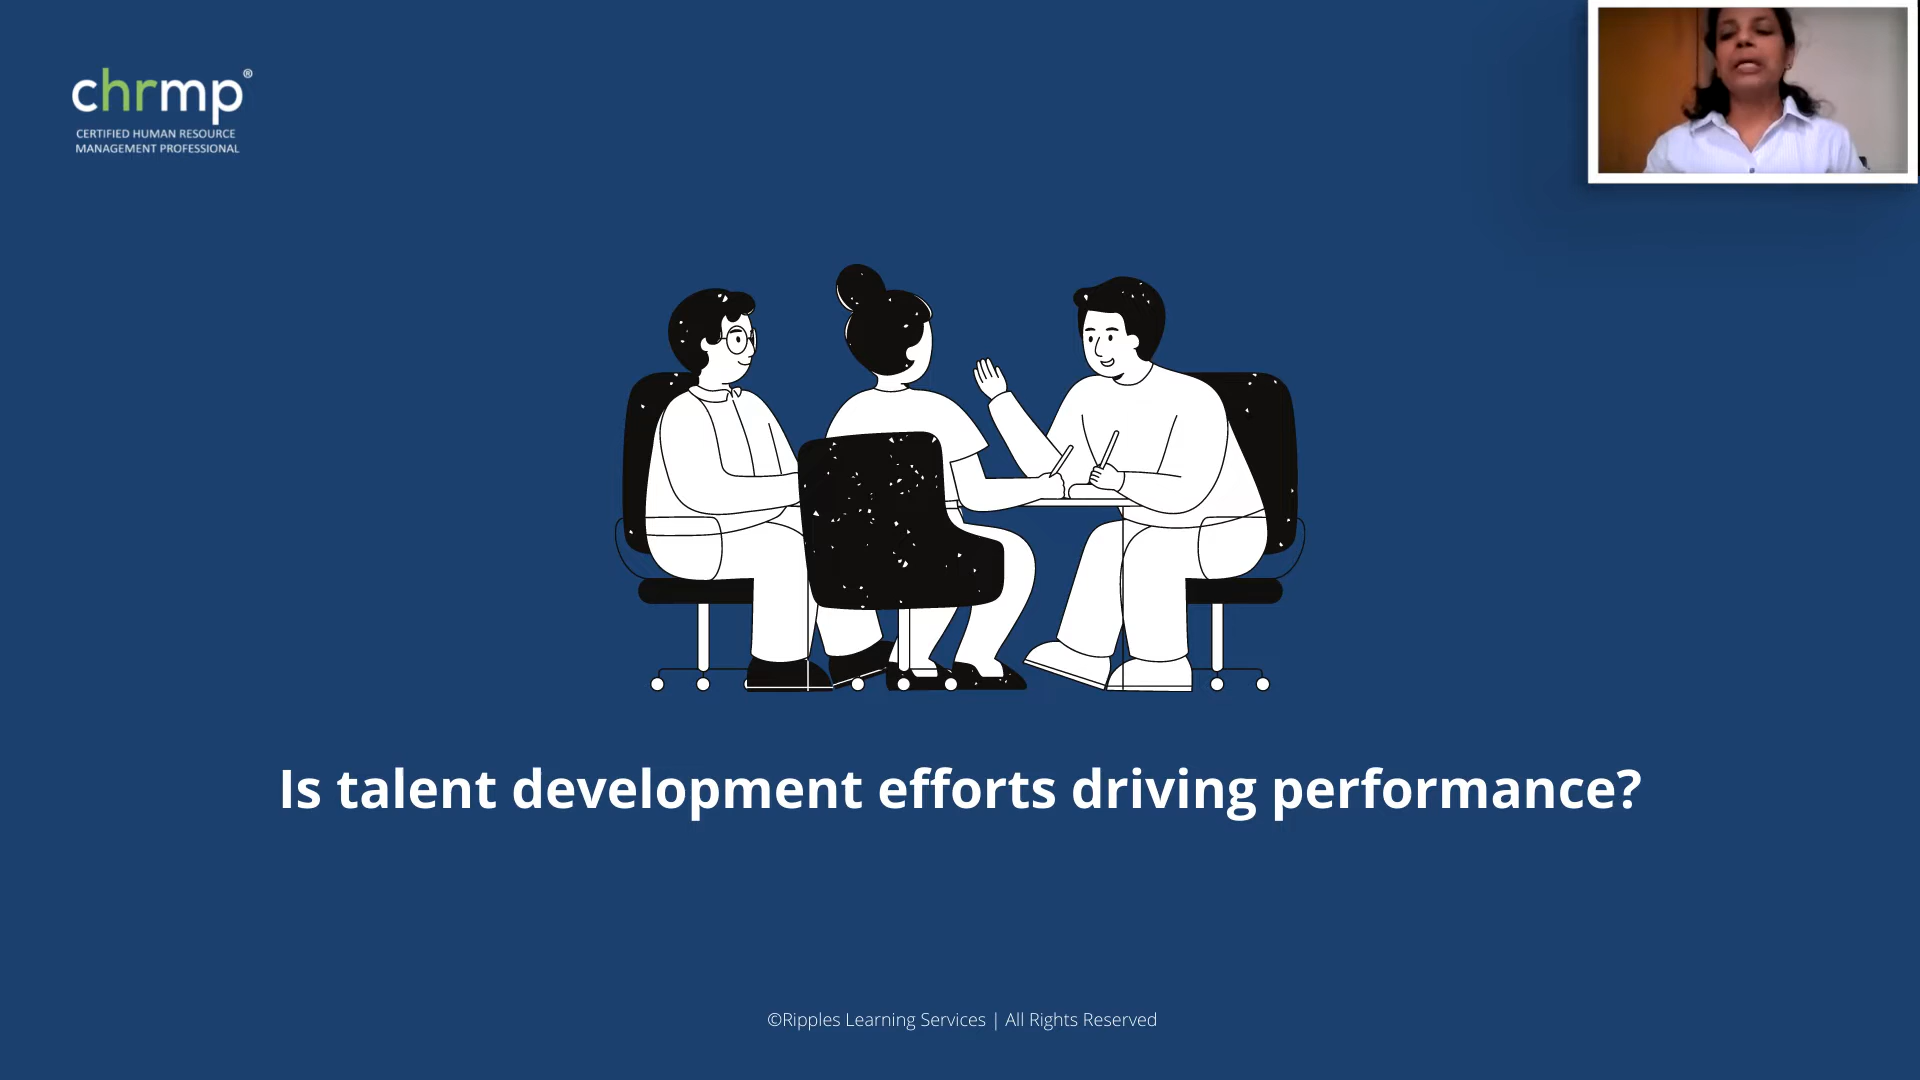 chrmp®
CERTIFIED HUMAN RESOURCE
MANAGEMENT PROFESSIONAL
Is talent development efforts driving performance?
©Ripples Learning Services | All Rights Reserved